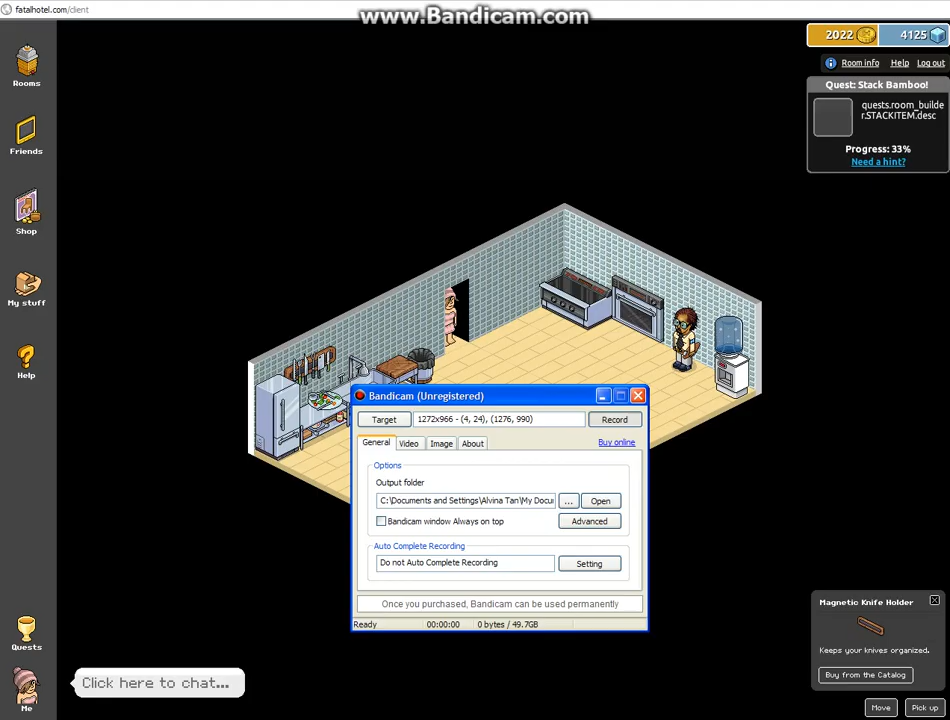 fatalhotel.com/client
www.Bandicam.com
2022
4125
Room info Help Log out
Quest: Stack Bamboo!
quests.room_builde
r.STACKITEM.desc
Progress: 33%
Need a hint?
Rooms
Friends
Shop
My stuff
Help
Quests
Me
Click here to chat...
Bandicam (Unregistered)
Target 1272x966 - (4, 24), (1276, 990) Record
General Video Image About Buy online
Options
Output folder
C:\Documents and Settings\Alvina Tan\My Docu ... Open
Bandicam window Always on top Advanced
Auto Complete Recording
Do not Auto Complete Recording Setting
Once you purchased, Bandicam can be used permanently
Ready 00:00:00 0 bytes / 49.7GB
Magnetic Knife Holder
Keeps your knives organized.
Buy from the Catalog
Move Pick up